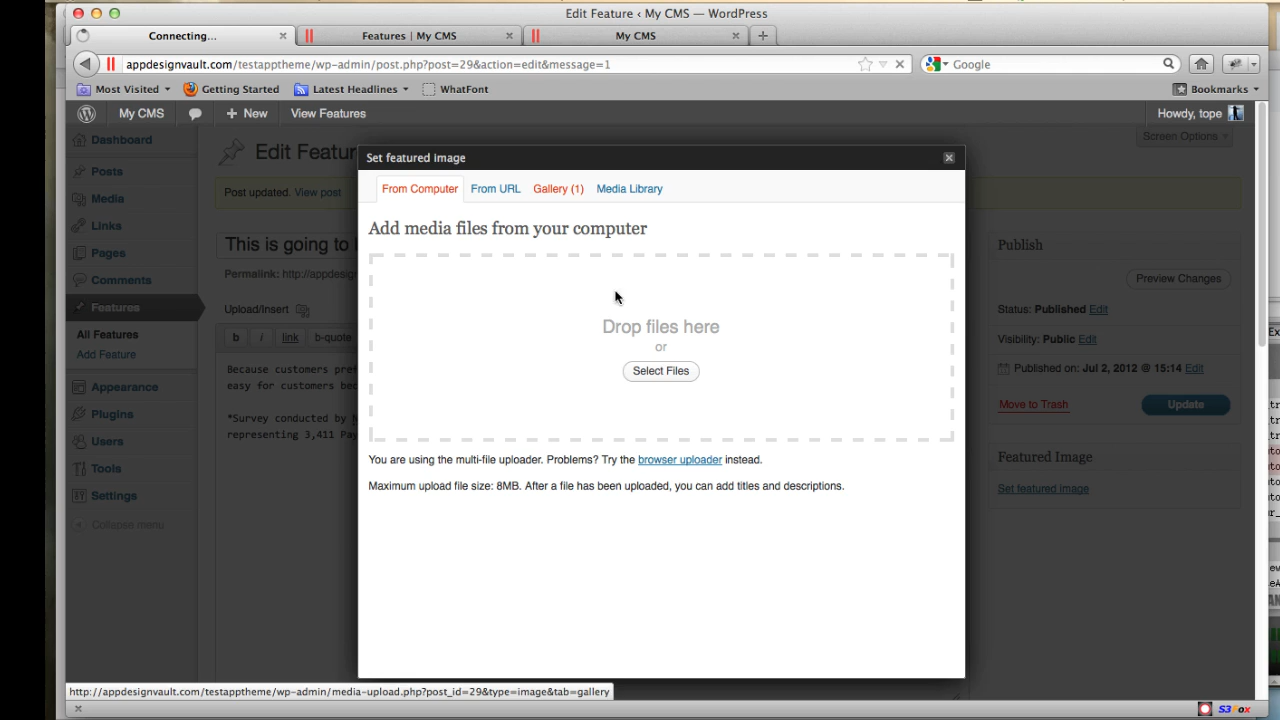 Edit Feature ‹ My CMS — WordPress
Connecting...
Features | My CMS
My CMS
appdesignvault.com/testapptheme/wp-admin/post.php?post=29&action=edit&message=1
Google
Most Visited
Getting Started
Latest Headlines
WhatFont
Bookmarks
My CMS
New
View Features
Howdy, tope
Screen Options
Dashboard
Posts
Media
Links
Pages
Comments
Features
All Features
Add Feature
Appearance
Plugins
Users
Tools
Settings
Collapse menu
Edit Featu
Post updated. View post
This is going to
Permalink: http://appdesi
Upload/Insert
b
i
link
b-quote
Because customers pre
easy for customers bec
*Survey conducted by
representing 3,411 Pay
Set featured image
From Computer
From URL
Gallery (1)
Media Library
Add media files from your computer
Drop files here
or
Select Files
You are using the multi-file uploader. Problems? Try the browser uploader instead.
Maximum upload file size: 8MB. After a file has been uploaded, you can add titles and descriptions.
Publish
Preview Changes
Status: Published Edit
Visibility: Public Edit
Published on: Jul 2, 2012 @ 15:14 Edit
Move to Trash
Update
Featured Image
Set featured image
http://appdesignvault.com/testapptheme/wp-admin/media-upload.php?post_id=29&type=image&tab=gallery
S3Fox